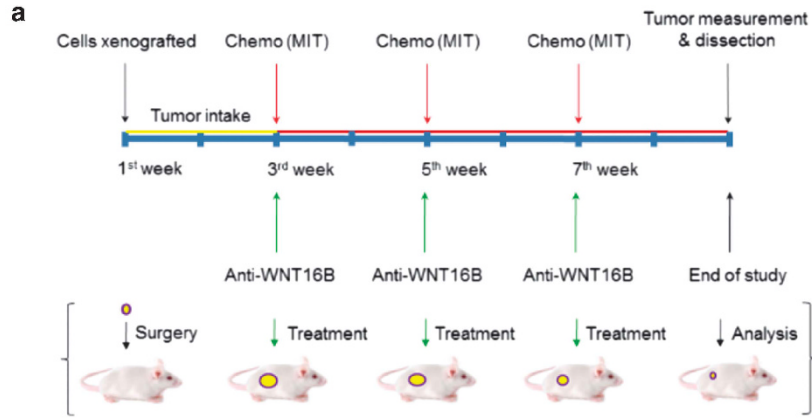 a
Tumor measurement
Cells xenografted Chemo (MIT) Chemo (MIT) Chemo (MIT) & dissection
Tumor intake
1st week 3rd week 5th week 7th week
Anti-WNT16B Anti-WNT16B Anti-WNT16B End of study
Surgery Treatment Treatment Treatment Analysis